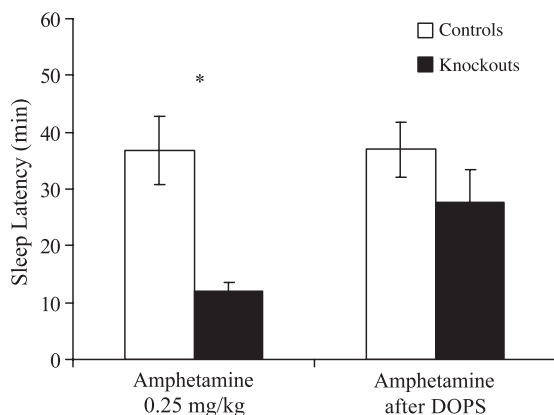 60
50
40
30
20
10
0
Sleep Latency (min)
Controls
Knockouts
*
Amphetamine
0.25 mg/kg
Amphetamine
after DOPS